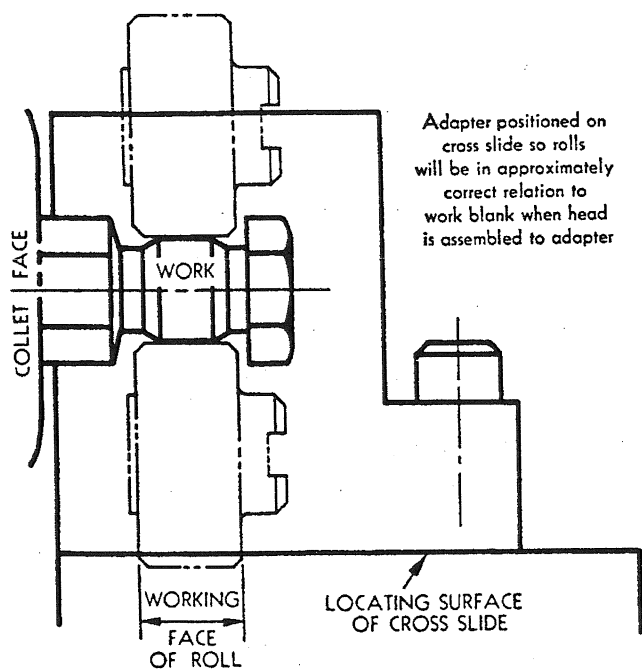 Adapter positioned on
cross slide so rolls
will be in approximately
correct relation to
work blank when head
is assembled to adapter
COLLET FACE
WORK
WORKING
FACE
OF ROLL
LOCATING SURFACE
OF CROSS SLIDE